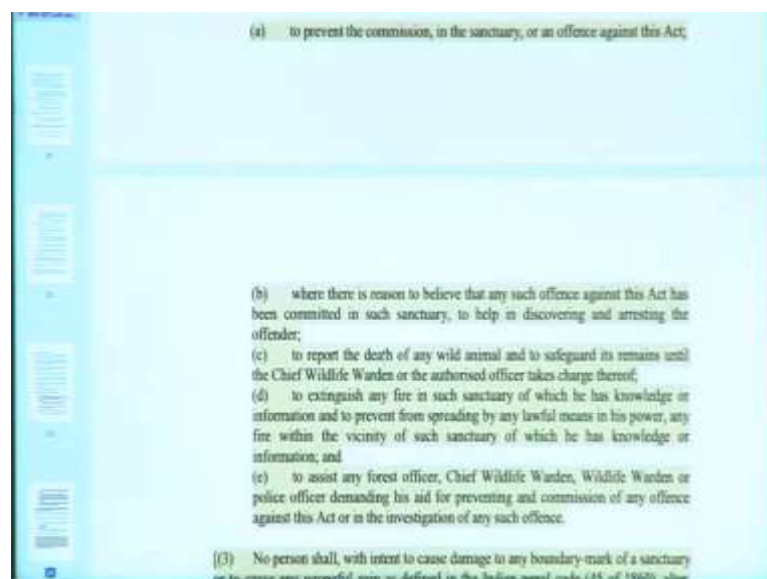 (a) to prevent the commission, in the sanctuary, or an offence against this Act;
(b) where there is reason to believe that any such offence against this Act has
been committed in such sanctuary, to help in discovering and arresting the
offender;
(c) to report the death of any wild animal and to safeguard its remains until
the Chief Wildlife Warden or the authorised officer takes charge thereof;
(d) to extinguish any fire in such sanctuary of which he has knowledge or
information and to prevent from spreading by any lawful means in his power, any
fire within the vicinity of such sanctuary of which he has knowledge or
information; and
(e) to assist any forest officer, Chief Wildlife Warden, Wildlife Warden or
police officer demanding his aid for preventing and commission of any offence
against this Act or in the investigation of any such offence.
[(3) No person shall, with intent to cause damage to any boundary-mark of a sanctuary